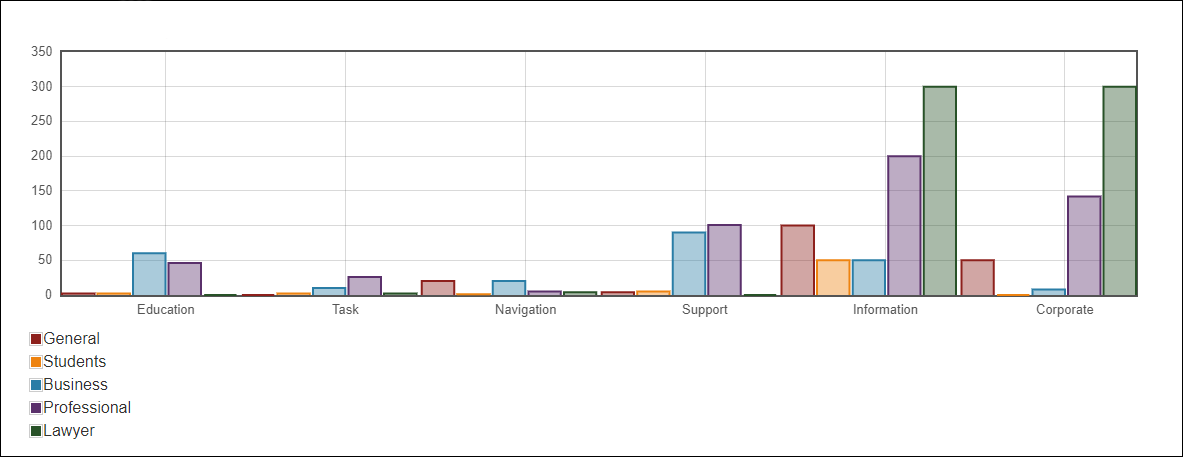 350
300
250
200
150
100
50
0
Education Task Navigation Support Information Corporate
General
Students
Business
Professional
Lawyer